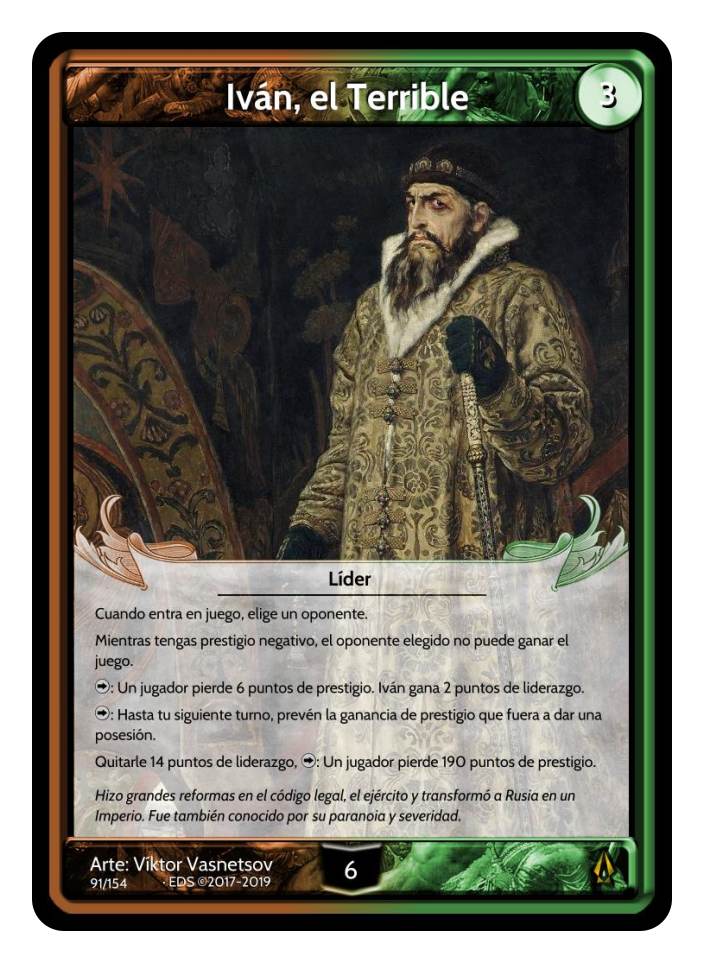 Iván, el Terrible
3
Líder
Cuando entra en juego, elige un oponente.
Mientras tengas prestigio negativo, el oponente elegido no puede ganar el
juego.
: Un jugador pierde 6 puntos de prestigio. Iván gana 2 puntos de liderazgo.
: Hasta tu siguiente turno, prevén la ganancia de prestigio que fuera a dar una
posesión.
Quitarle 14 puntos de liderazgo, : Un jugador pierde 190 puntos de prestigio.
Hizo grandes reformas en el código legal, el ejército y transformó a Rusia en un
Imperio. Fue también conocido por su paranoia y severidad.
Arte: Víktor Vasnetsov
91/154 · EDS ©2017-2019
6